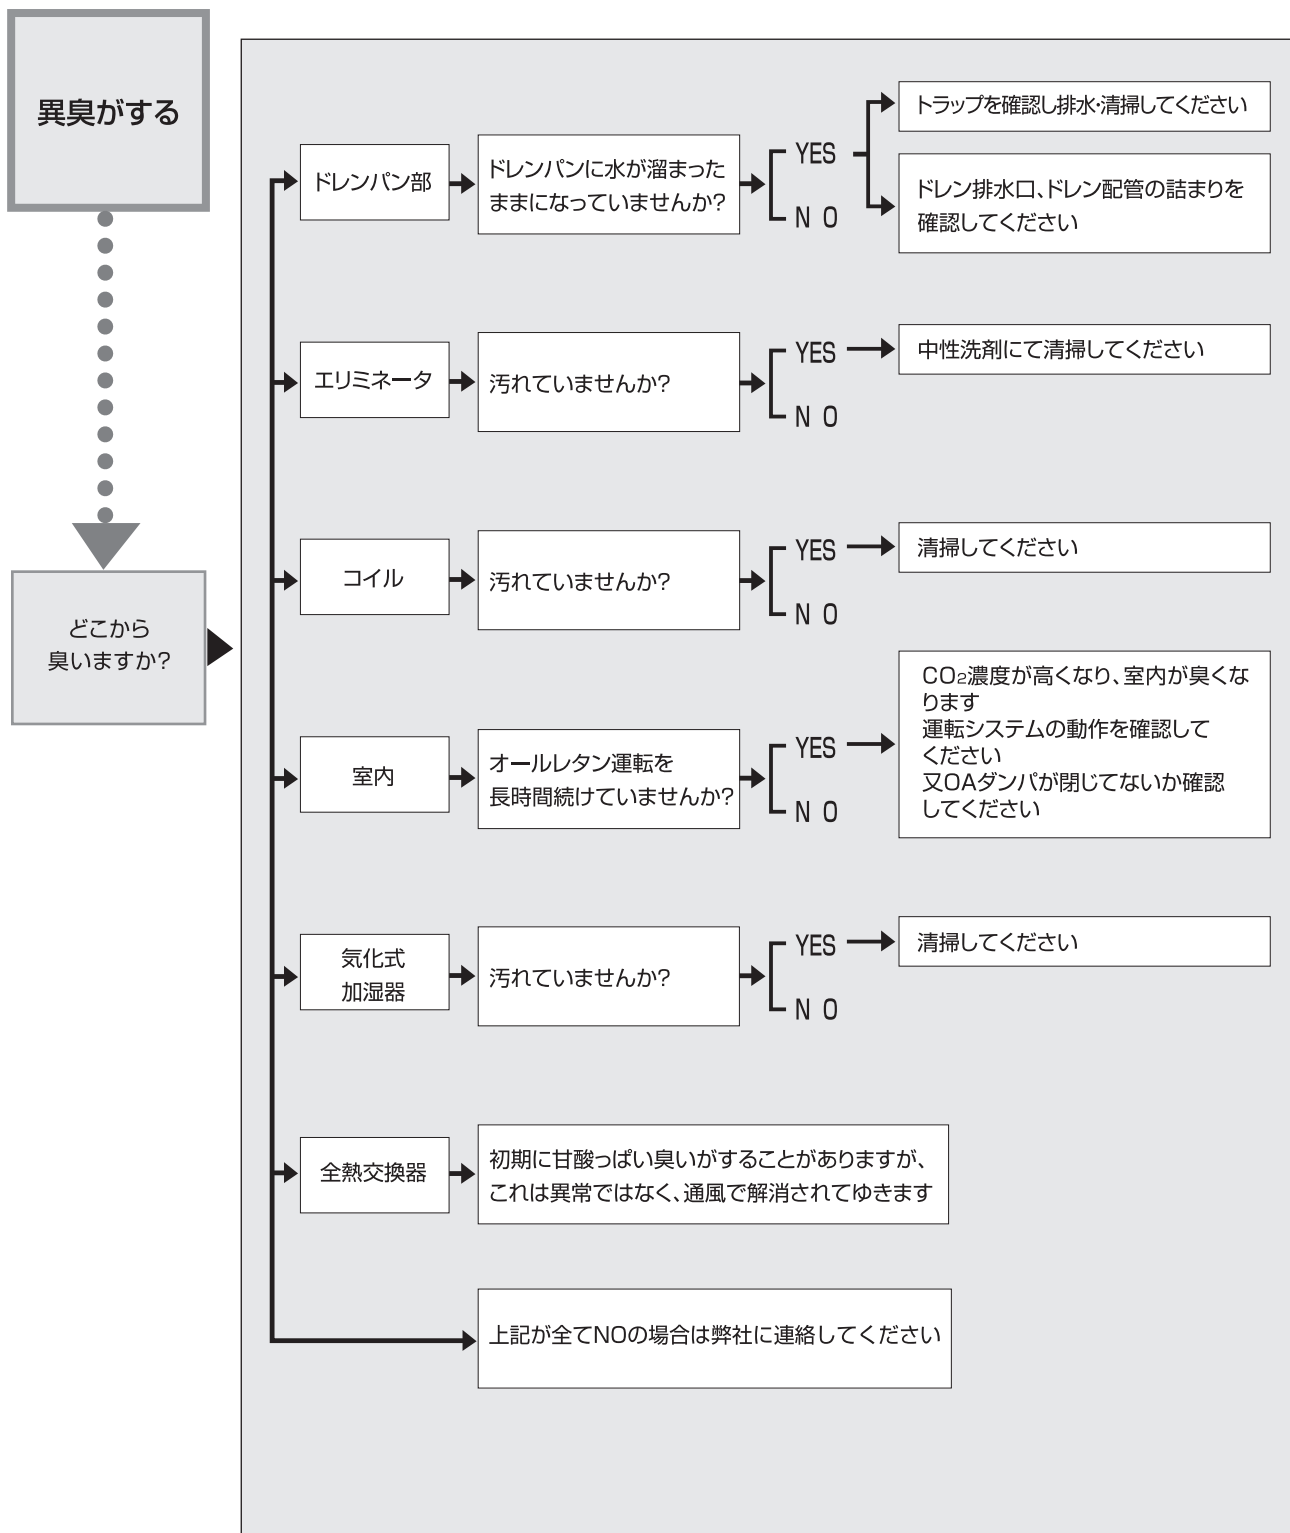 異臭がする
どこから
臭いますか?
ドレンパン部
ドレンパンに水が溜まった
ままになっていませんか?
YES
NO
トラップを確認し排水・清掃してください
ドレン排水口、ドレン配管の詰まりを
確認してください
エリミネータ
汚れていませんか?
YES
NO
中性洗剤にて清掃してください
コイル
汚れていませんか?
YES
NO
清掃してください
室内
オールレタン運転を
長時間続けていませんか?
YES
NO
CO₂濃度が高くなり、室内が臭くな
ります
運転システムの動作を確認して
ください
又OAダンパが閉じてないか確認
してください
気化式
加湿器
汚れていませんか?
YES
NO
清掃してください
全熱交換器
初期に甘酸っぱい臭いがすることがありますが、
これは異常ではなく、通風で解消されてゆきます
上記が全てNOの場合は弊社に連絡してください